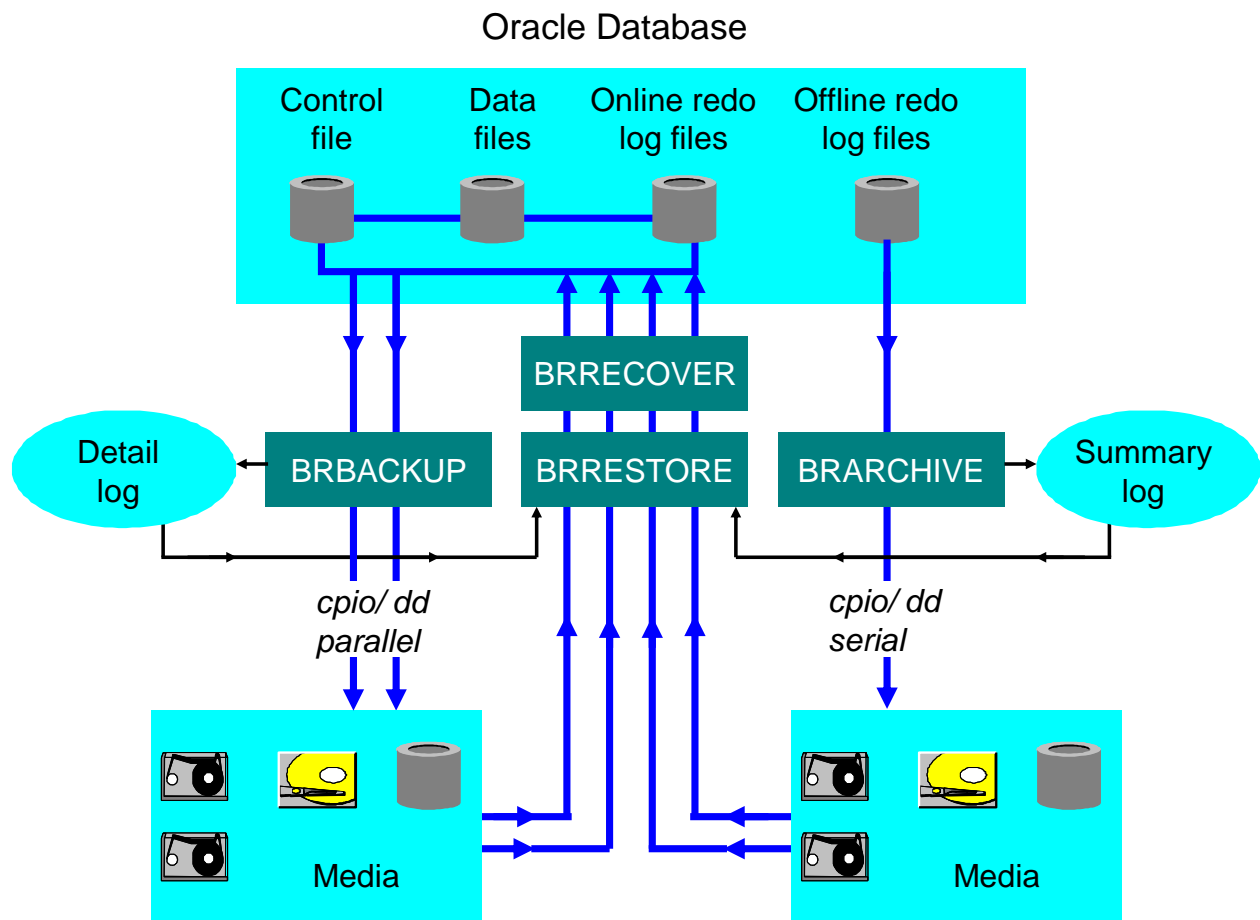 Oracle Database
Control
file
Data
files
Online redo
log files
Offline redo
log files
BRRECOVER
Detail
log
BRBACKUP
BRRESTORE
BRARCHIVE
Summary
log
cpio/ dd
parallel
cpio/ dd
serial
Media
Media